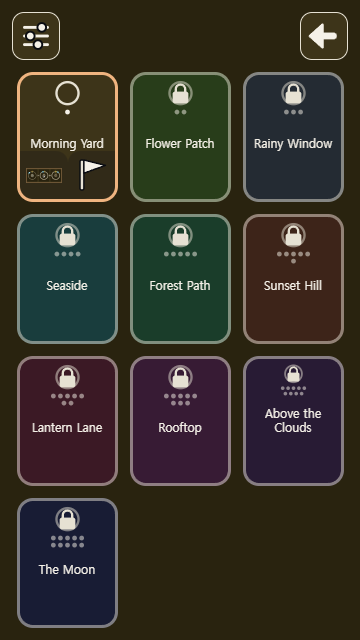 Morning Yard
Flower Patch
Rainy Window
Seaside
Forest Path
Sunset Hill
Lantern Lane
Rooftop
Above the
Clouds
The Moon